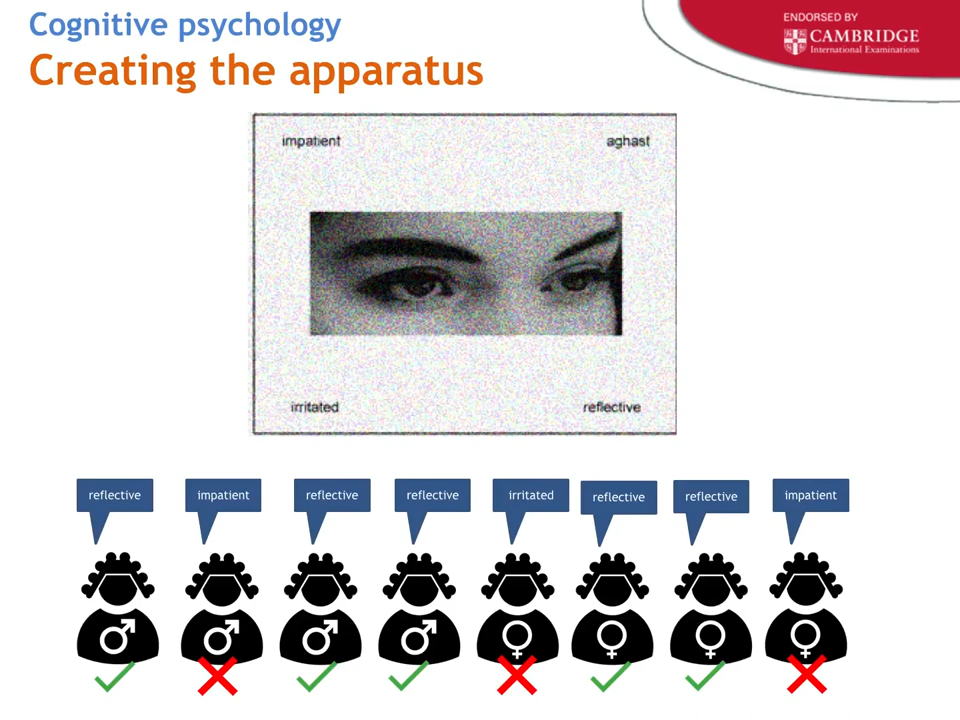 Cognitive psychology
Creating the apparatus
ENDORSED BY
CAMBRIDGE
International Examinations
impatient
aghast
irritated
reflective
reflective
impatient
reflective
reflective
irritated
reflective
reflective
impatient